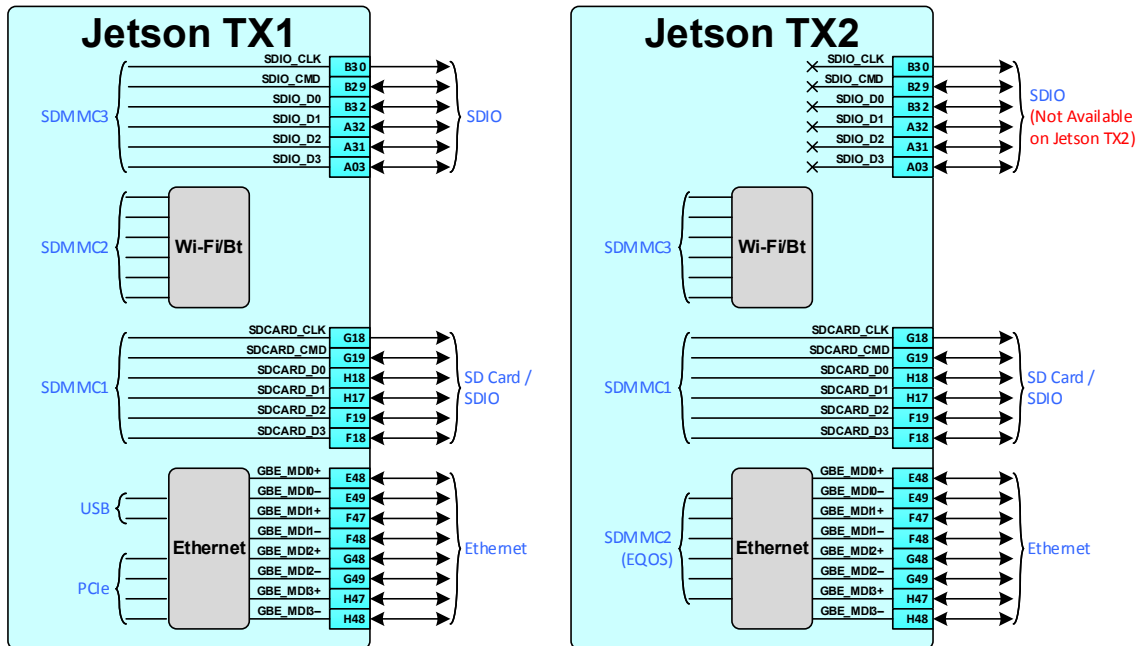 Jetson TX1
SDMMC3
SDIO_CLK
B30
SDIO_CMD
B29
SDIO_D0
B32
SDIO_D1
A32
SDIO_D2
A31
SDIO_D3
A03
SDIO
SDMMC2
Wi-Fi/Bt
SDMMC1
SDCARD_CLK
G18
SDCARD_CMD
G19
SDCARD_D0
H18
SDCARD_D1
H17
SDCARD_D2
F19
SDCARD_D3
F18
SD Card /
SDIO
USB
PCIe
Ethernet
GBE_MDI0+
E48
GBE_MDI0–
E49
GBE_MDI1+
F47
GBE_MDI1–
F48
GBE_MDI2+
G48
GBE_MDI2–
G49
GBE_MDI3+
H47
GBE_MDI3–
H48
Ethernet
Jetson TX2
SDIO_CLK
B30
SDIO_CMD
B29
SDIO_D0
B32
SDIO_D1
A32
SDIO_D2
A31
SDIO_D3
A03
SDIO
(Not Available
on Jetson TX2)
SDMMC3
Wi-Fi/Bt
SDMMC1
SDCARD_CLK
G18
SDCARD_CMD
G19
SDCARD_D0
H18
SDCARD_D1
H17
SDCARD_D2
F19
SDCARD_D3
F18
SD Card /
SDIO
SDMMC2
(EQOS)
Ethernet
GBE_MDI0+
E48
GBE_MDI0–
E49
GBE_MDI1+
F47
GBE_MDI1–
F48
GBE_MDI2+
G48
GBE_MDI2–
G49
GBE_MDI3+
H47
GBE_MDI3–
H48
Ethernet